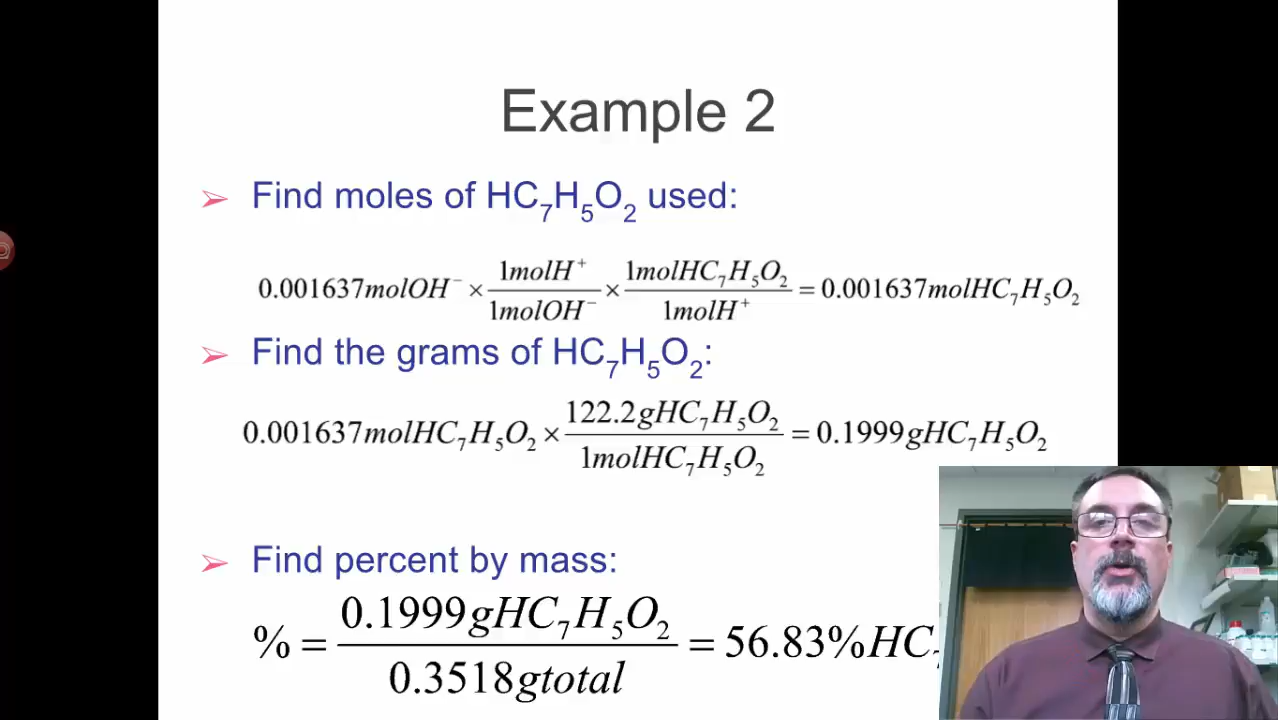 Example 2
➢ Find moles of HC₇H₅O₂ used:
0.001637molOH⁻ × 1molH⁺ / 1molOH⁻ × 1molHC₇H₅O₂ / 1molH⁺ = 0.001637molHC₇H₅O₂
➢ Find the grams of HC₇H₅O₂:
0.001637molHC₇H₅O₂ × 122.2gHC₇H₅O₂ / 1molHC₇H₅O₂ = 0.1999gHC₇H₅O₂
➢ Find percent by mass:
% = 0.1999gHC₇H₅O₂ / 0.3518gtotal = 56.83%HC